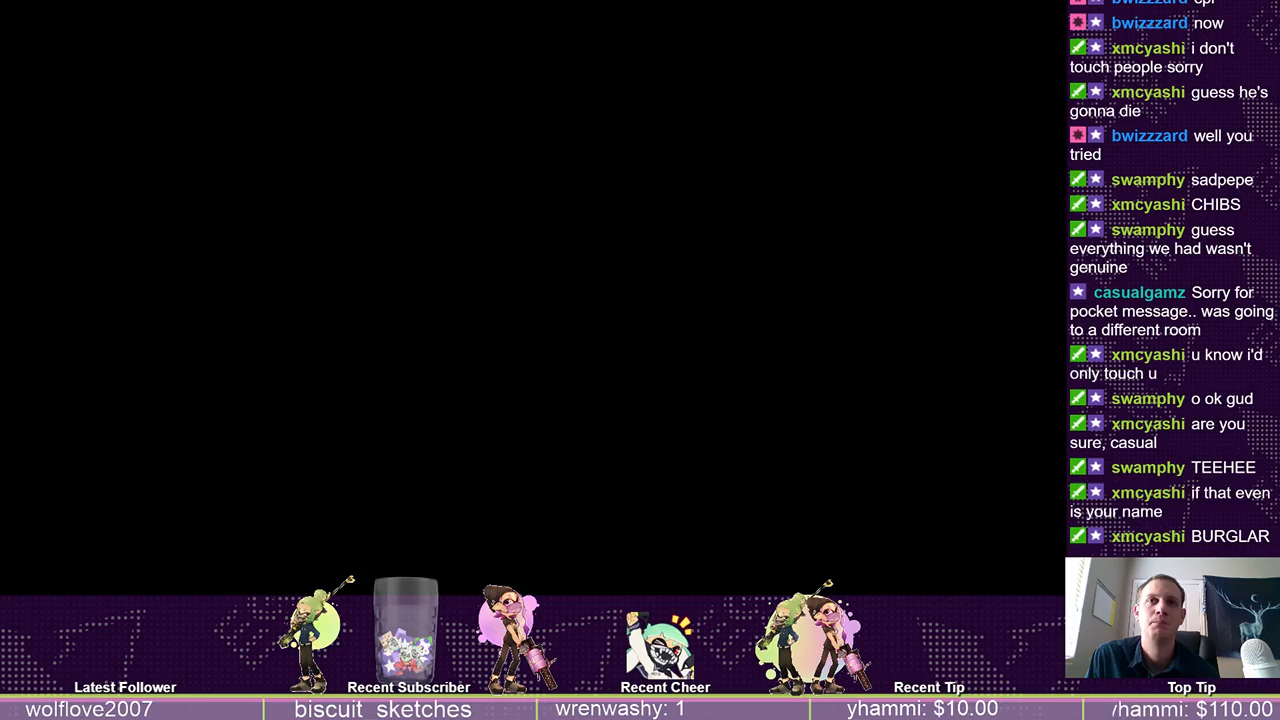 bwizzzard cpr
bwizzzard now
xmcyashi i don't
touch people sorry
xmcyashi guess he's
gonna die
bwizzzard well you
tried
swamphy sadpepe
xmcyashi CHIBS
swamphy guess
everything we had wasn't
genuine
casualgamz Sorry for
pocket message.. was going
to a different room
xmcyashi u know i'd
only touch u
swamphy o ok gud
xmcyashi are you
sure, casual
swamphy TEEHEE
xmcyashi if that even
is your name
xmcyashi BURGLAR
Latest Follower
Recent Subscriber
Recent Cheer
Recent Tip
Top Tip
wolflove2007
biscuit_sketches
wrenwashy: 1
yhammi: $10.00
yhammi: $110.00